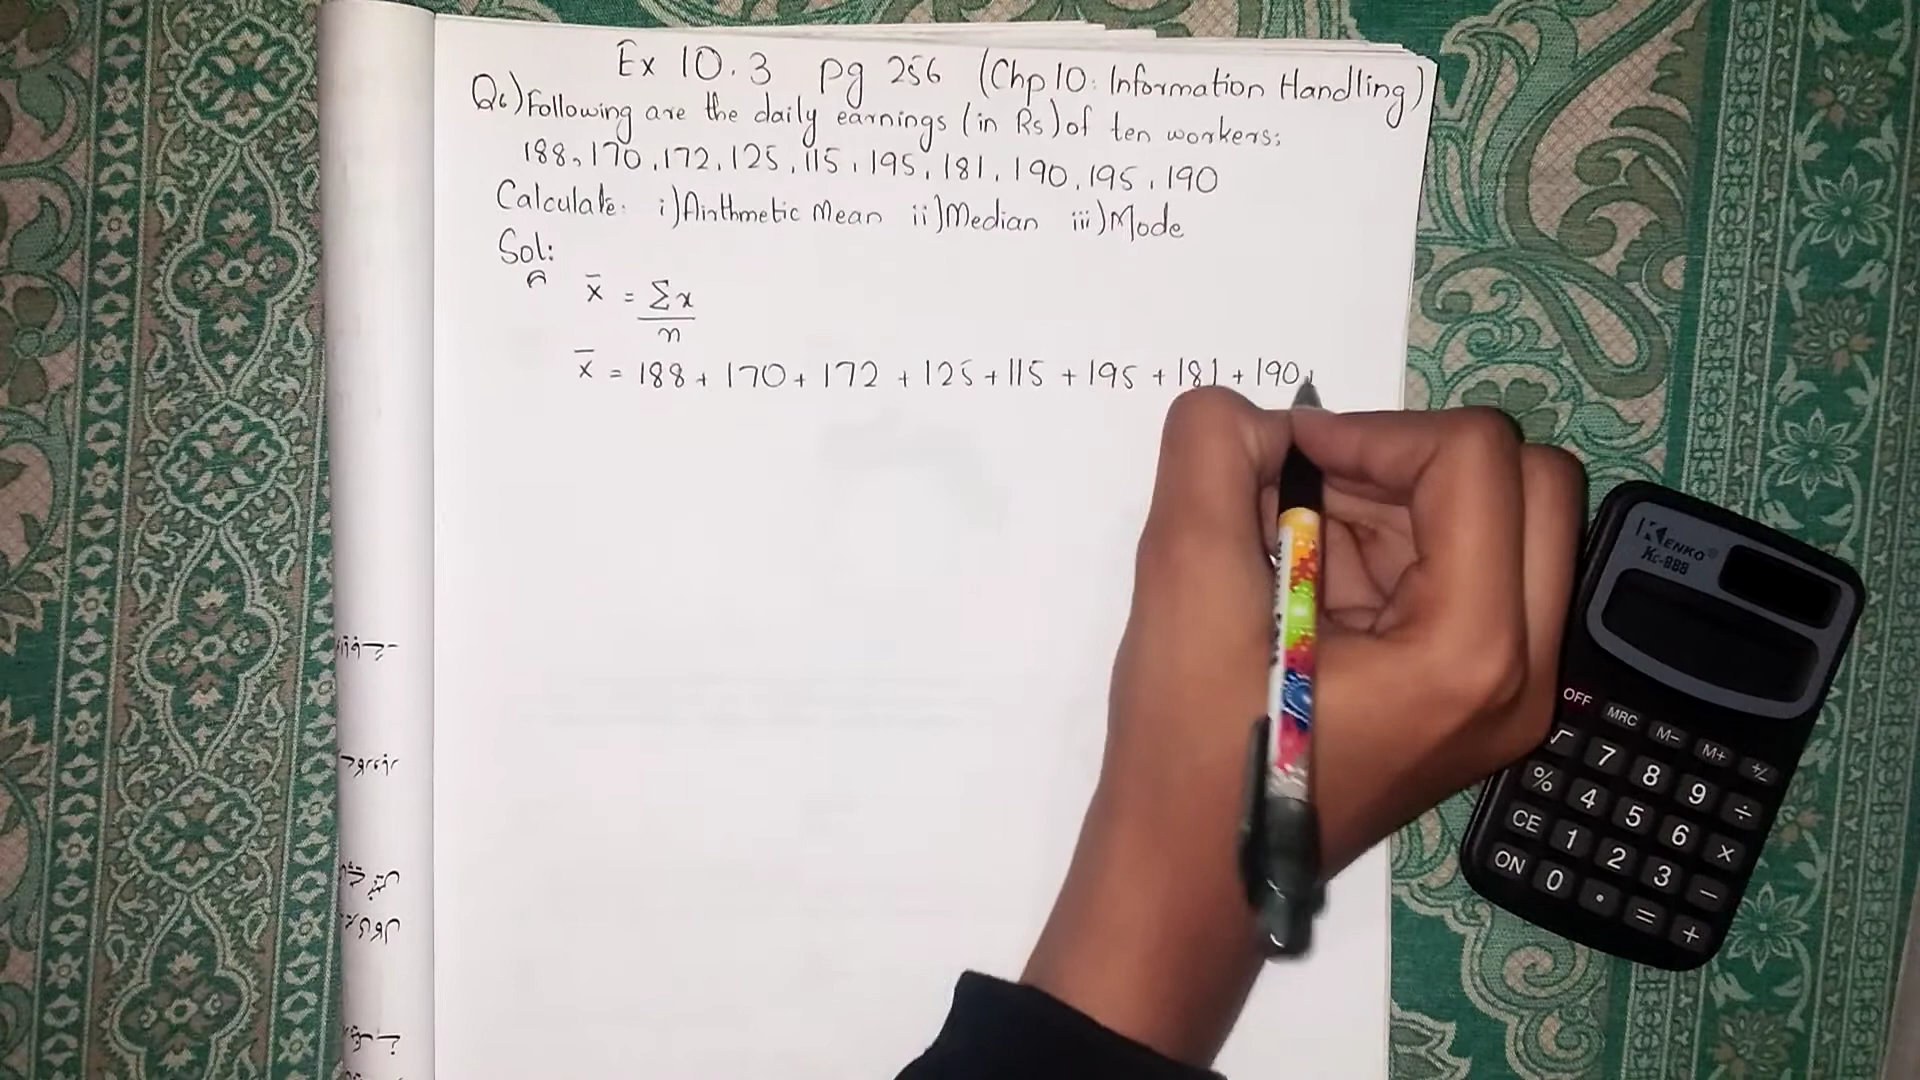 Ex 10.3 pg 256 (Chp 10: Information Handling)
Q6) Following are the daily earnings (in Rs) of ten workers:
188, 170, 172, 125, 115, 195, 181, 190, 195, 190
Calculate: i) Arithmetic Mean ii) Median iii) Mode
Sol:
x̄ = Σx
n
x̄ = 188 + 170 + 172 + 125 + 115 + 195 + 181 + 190
KENKO
Kc-888
OFF MRC M− M+ +/−
√ 7 8 9 ÷
% 4 5 6 ×
CE 1 2 3 −
ON 0 . = +